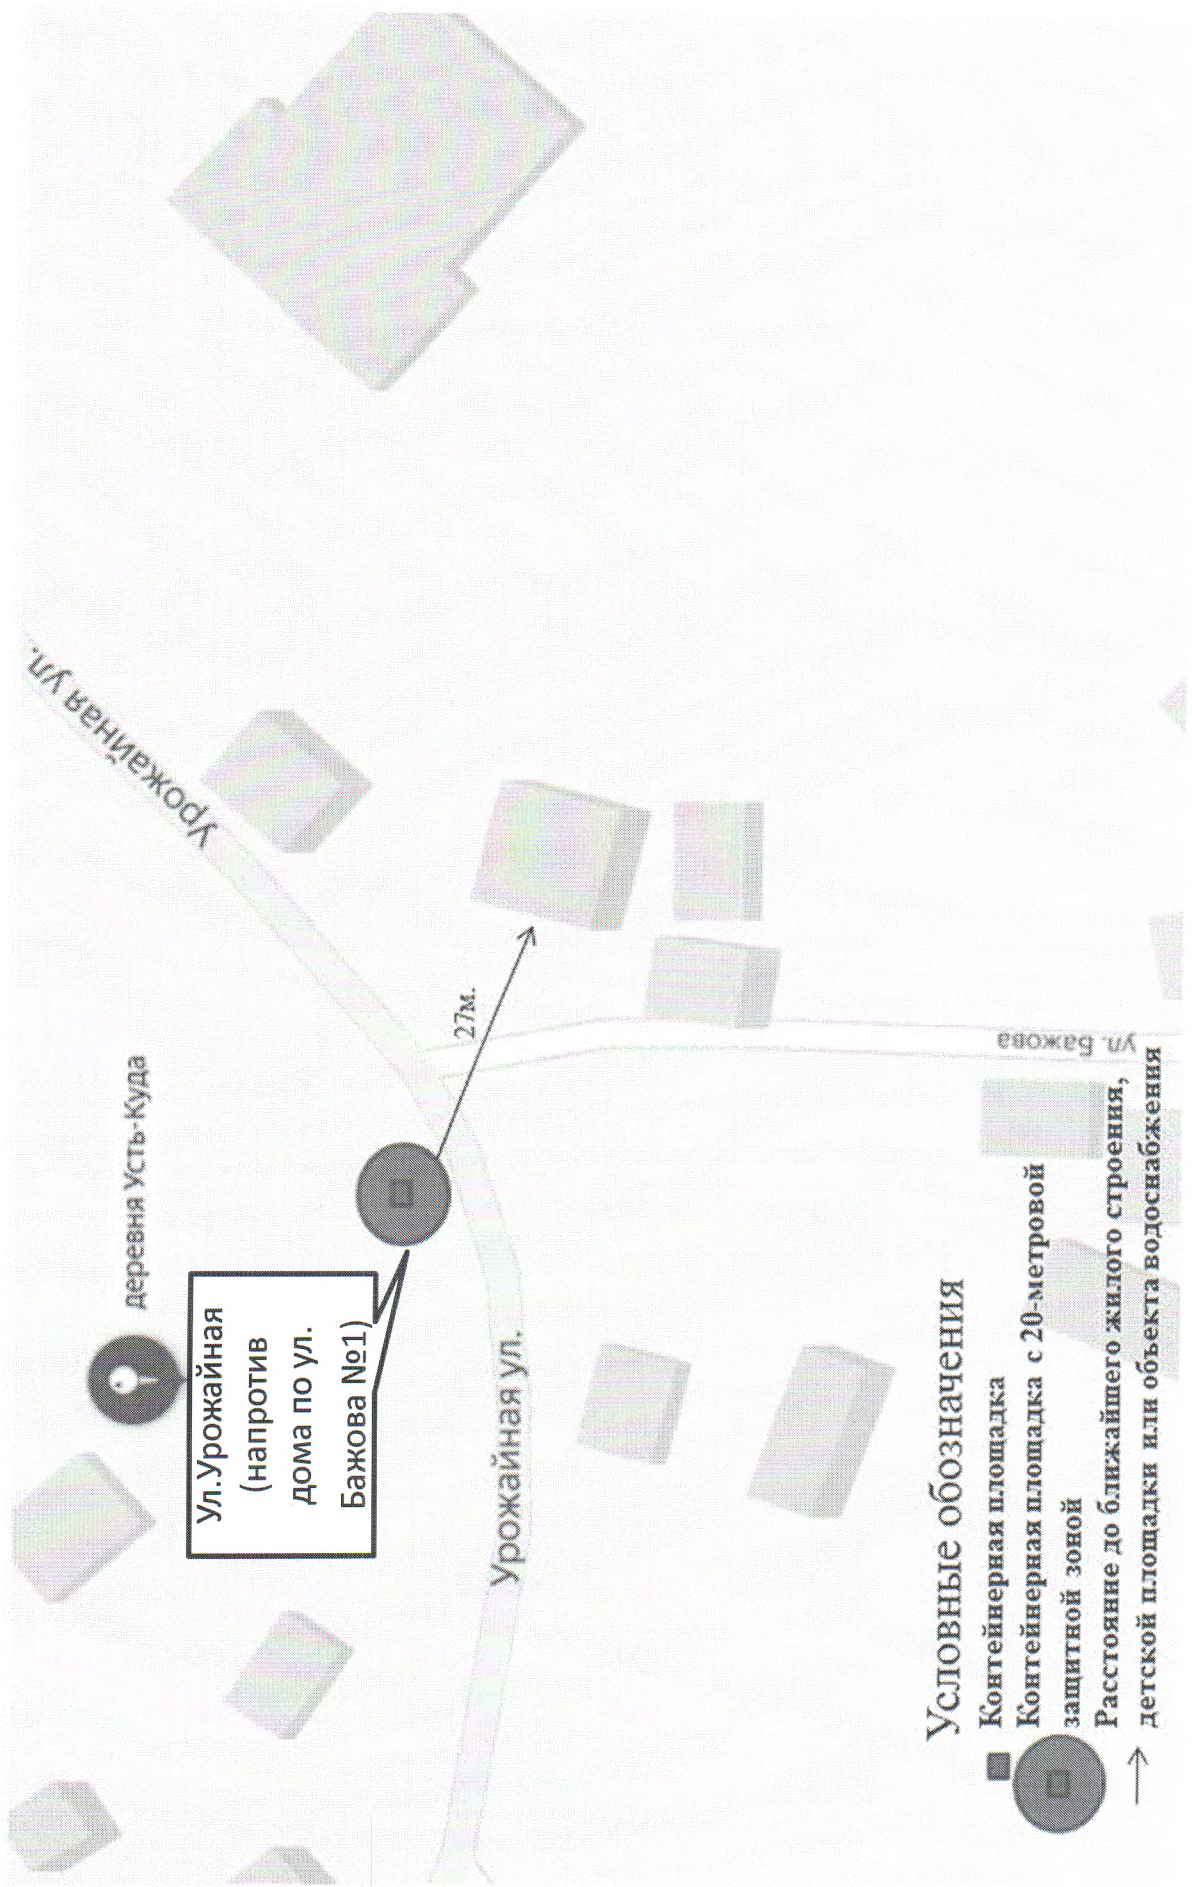 Урожайная ул.
деревня Усть-Куда
Ул.Урожайная
(напротив
дома по ул.
Бажова №1)
27м.
Урожайная ул.
ул. Бажова
Условные обозначения
Контейнерная площадка
Контейнерная площадка с 20-метровой
защитной зоной
Расстояние до ближайшего жилого строения,
детской площадки или объекта водоснабжения